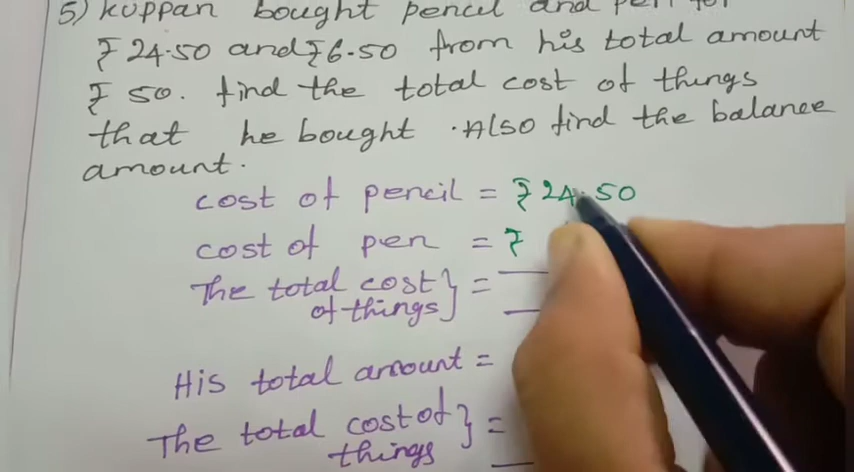 5) Kuppan bought pencil and pen for
₹ 24.50 and ₹6.50 from his total amount
₹ 50. find the total cost of things
that he bought. Also find the balance
amount.
cost of pencil = ₹ 24.50
cost of pen = ₹
The total cost } =
of things
His total amount =
The total cost of } =
things